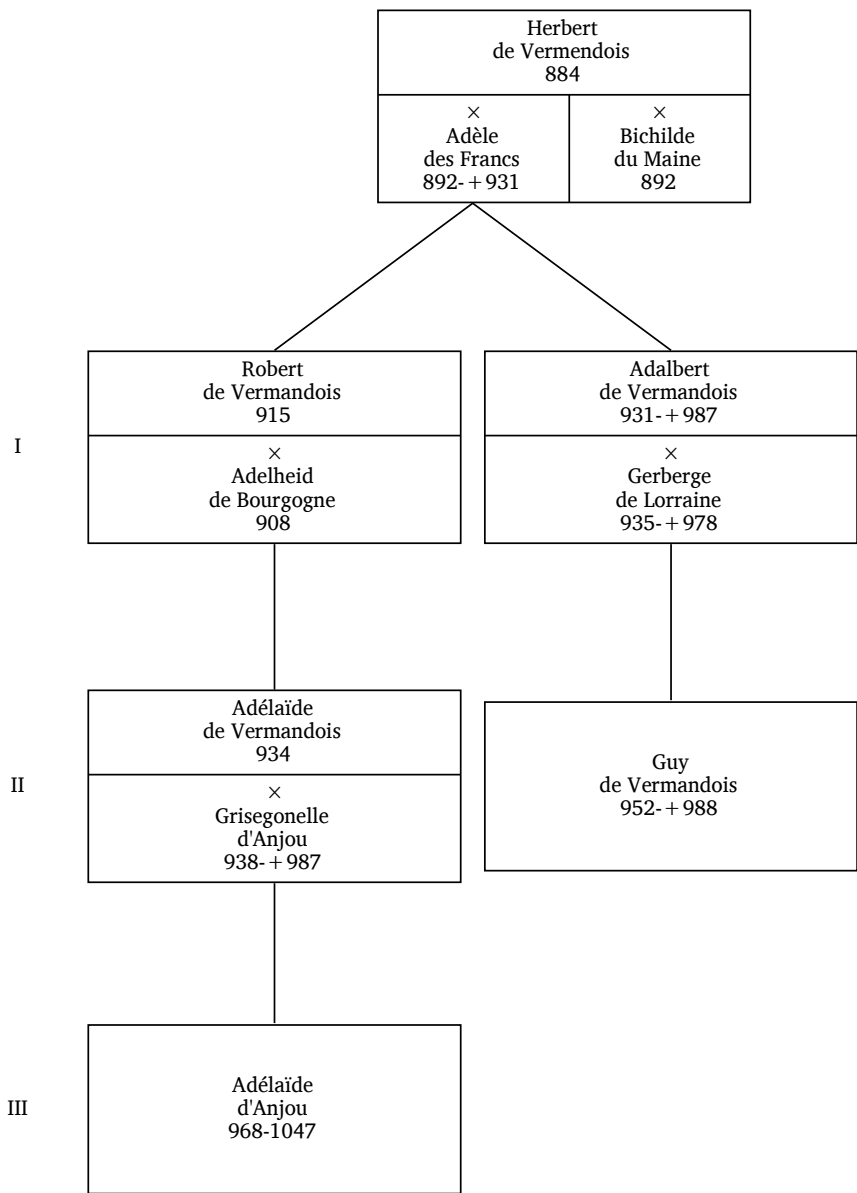 Herbert
de Vermendois
884
×
Adèle
des Francs
892-+931
×
Bichilde
du Maine
892
I
Robert
de Vermandois
915
×
Adelheid
de Bourgogne
908
Adalbert
de Vermandois
931-+987
×
Gerberge
de Lorraine
935-+978
II
Adélaïde
de Vermandois
934
×
Grisegonelle
d'Anjou
938-+987
Guy
de Vermandois
952-+988
III
Adélaïde
d'Anjou
968-1047